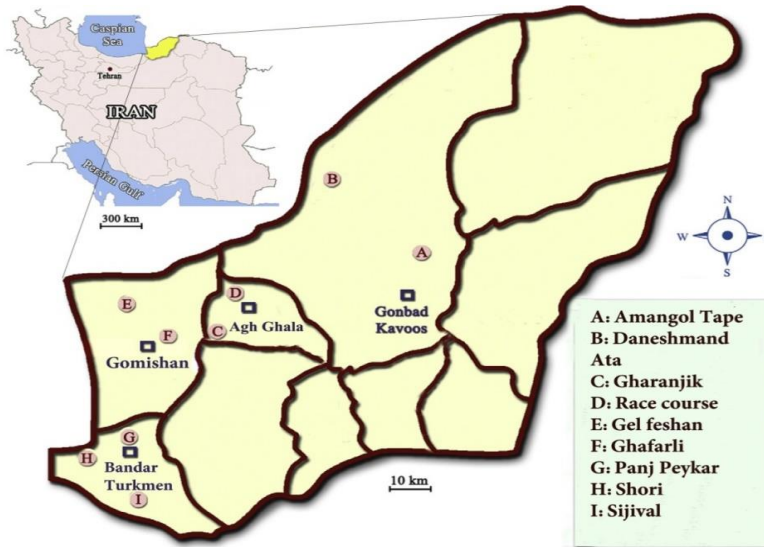 Caspian
Sea
Tehran
IRAN
Persian Gulf
300 km
B
A
N
W
E
S
E
D
F
C
Agh Ghala
Gonbad
Kavoos
Gomishan
G
H
Bandar
Turkmen
I
10 km
A: Amangol Tape
B: Daneshmand
Ata
C: Gharanjik
D: Race course
E: Gel feshan
F: Ghafarli
G: Panj Peykar
H: Shori
I: Sijival